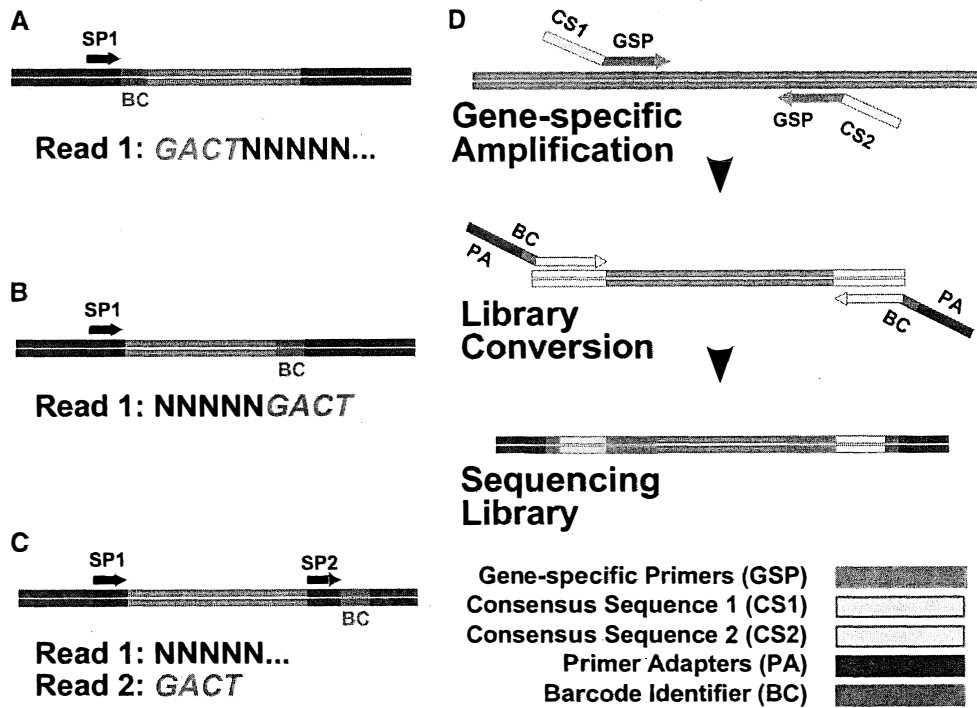 A
SP1
BC
Read 1: GACTNNNNN...
B
SP1
BC
Read 1: NNNNNGACT
C
SP1
SP2
BC
Read 1: NNNNN...
Read 2: GACT
D
CS1
GSP
GSP
CS2
Gene-specific
Amplification
BC
PA
PA
BC
Library
Conversion
Sequencing
Library
Gene-specific Primers (GSP)
Consensus Sequence 1 (CS1)
Consensus Sequence 2 (CS2)
Primer Adapters (PA)
Barcode Identifier (BC)